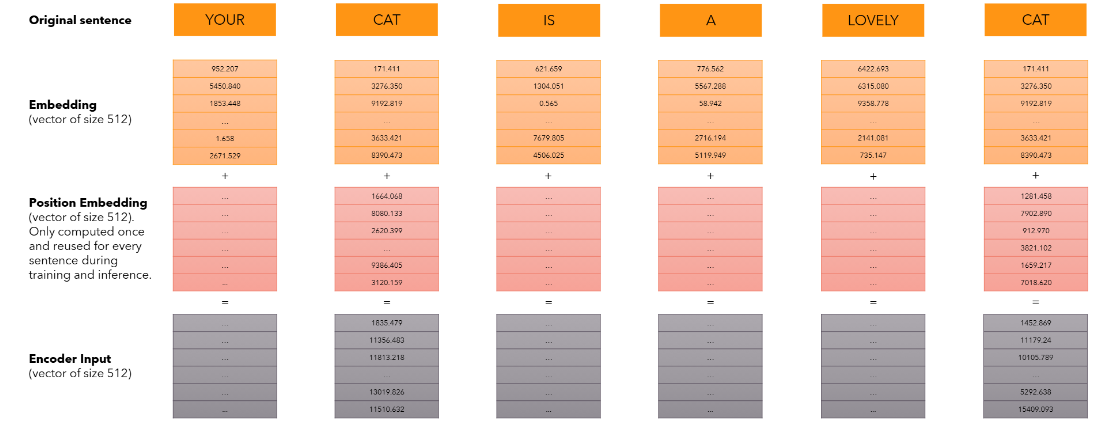 Original sentence YOUR CAT IS A LOVELY CAT
952.207 171.411 621.659 776.562 6422.693 171.411
5450.840 3276.350 1304.051 5567.288 6315.080 3276.350
Embedding 1853.448 9192.819 0.565 58.942 9358.778 9192.819
(vector of size 512) ... ... ... ... ... ...
1.658 3633.421 7679.805 2716.194 2141.081 3633.421
2671.529 8390.473 4506.025 5119.949 735.147 8390.473
+ + + + + +
Position Embedding ... 1664.068 ... ... ... 1281.458
(vector of size 512). ... 8080.133 ... ... ... 7902.890
Only computed once ... 2620.399 ... ... ... 912.970
and reused for every ... ... ... ... ... 3821.102
sentence during ... 9386.405 ... ... ... 1659.217
training and inference. ... 3120.159 ... ... ... 7018.620
= = = = = =
... 1835.479 ... ... ... 1452.869
... 11356.483 ... ... ... 11179.24
Encoder Input ... 11813.218 ... ... ... 10105.789
(vector of size 512) ... ... ... ... ... ...
... 13019.826 ... ... ... 5292.638
... 11510.632 ... ... ... 15409.093